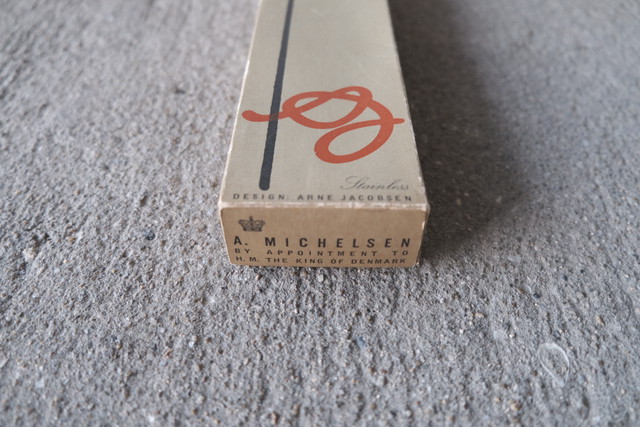 Stainless
DESIGN: ARNE JACOBSEN
A. MICHELSEN
BY APPOINTMENT TO
H.M. THE KING OF DENMARK